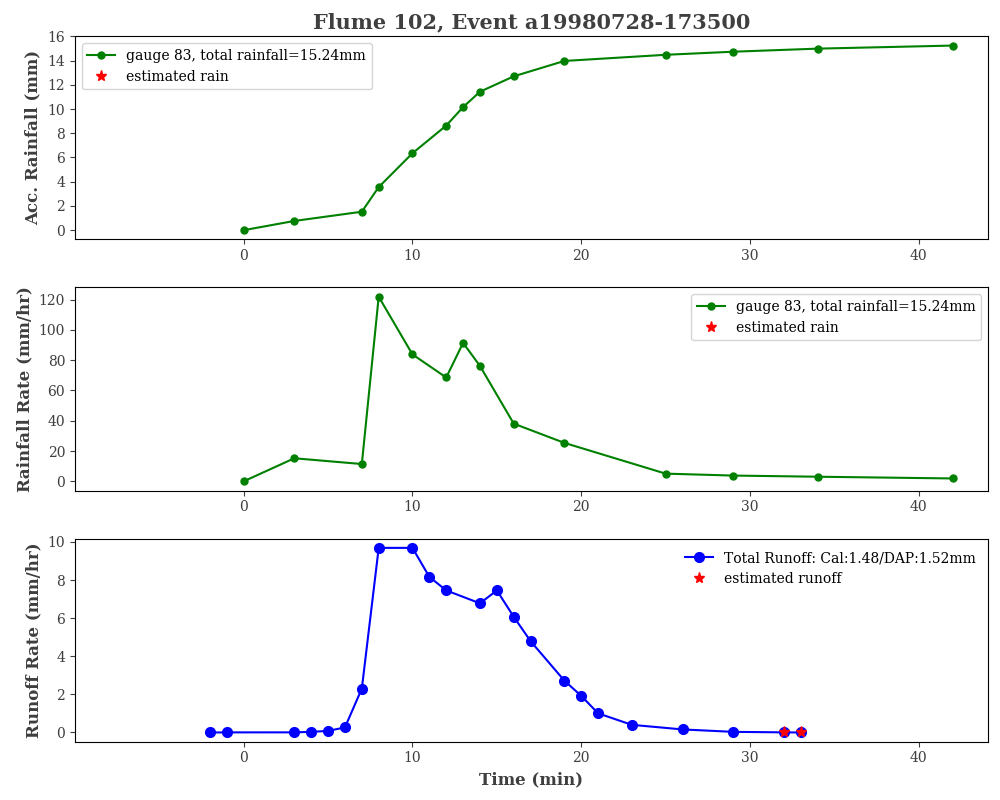 Flume 102, Event a19980728-173500
Acc. Rainfall (mm)
16
14
12
10
8
6
4
2
0
gauge 83, total rainfall=15.24mm
estimated rain
0 10 20 30 40
Rainfall Rate (mm/hr)
120
100
80
60
40
20
0
gauge 83, total rainfall=15.24mm
estimated rain
0 10 20 30 40
Runoff Rate (mm/hr)
10
8
6
4
2
0
Total Runoff: Cal:1.48/DAP:1.52mm
estimated runoff
0 10 20 30 40
Time (min)